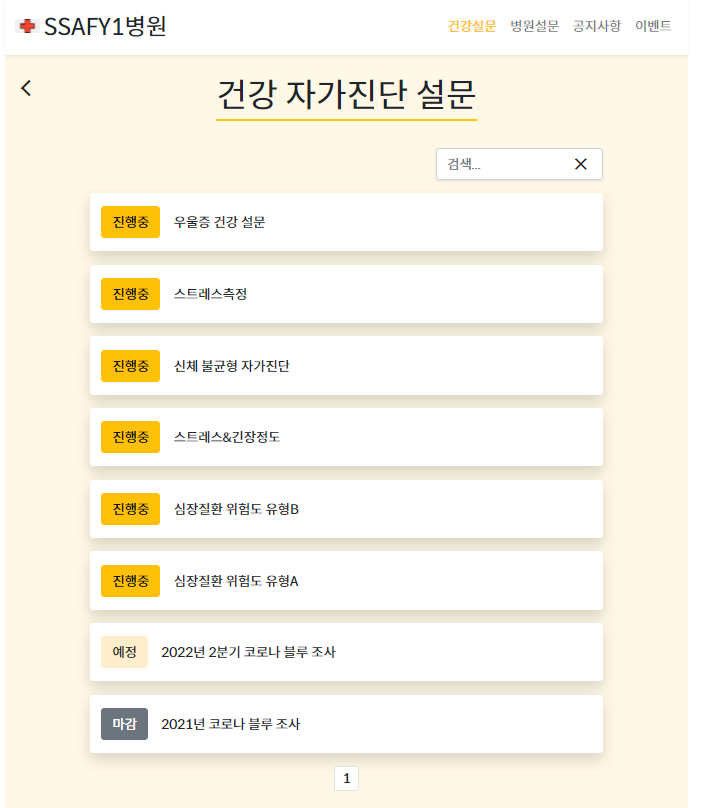 SSAFY1병원
건강설문 병원설문 공지사항 이벤트
건강 자가진단 설문
검색...
진행중 우울증 건강 설문
진행중 스트레스측정
진행중 신체 불균형 자가진단
진행중 스트레스&긴장정도
진행중 심장질환 위험도 유형B
진행중 심장질환 위험도 유형A
예정 2022년 2분기 코로나 블루 조사
마감 2021년 코로나 블루 조사
1